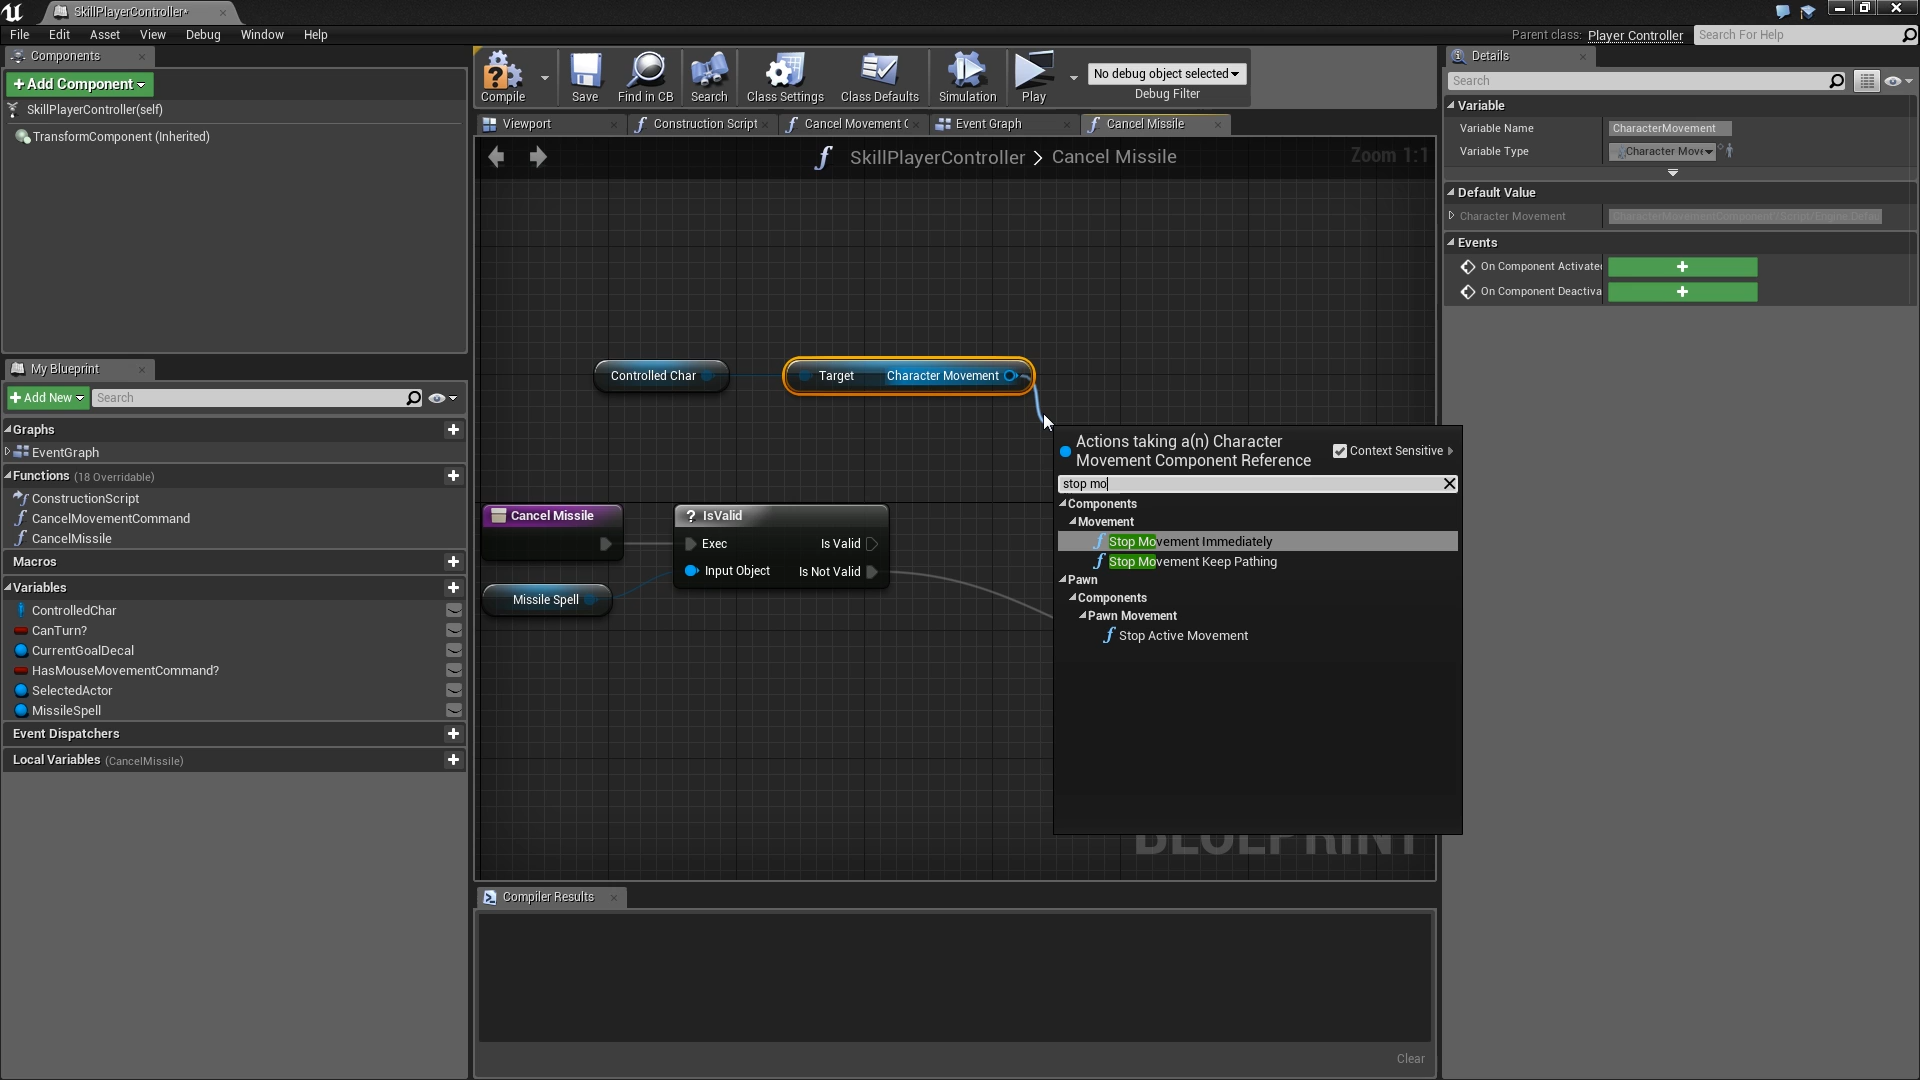 SkillPlayerController*
File Edit Asset View Debug Window Help
Parent class: Player Controller
Search For Help
Components
+Add Component
SkillPlayerController(self)
TransformComponent (Inherited)
My Blueprint
+Add New
Search
Graphs
EventGraph
Functions (18 Overridable)
ConstructionScript
CancelMovementCommand
CancelMissile
Macros
Variables
ControlledChar
CanTurn?
CurrentGoalDecal
HasMouseMovementCommand?
SelectedActor
MissileSpell
Event Dispatchers
Local Variables (CancelMissile)
Compile
Save
Find in CB
Search
Class Settings
Class Defaults
Simulation
Play
No debug object selected
Debug Filter
Viewport
Construction Script
Cancel Movement C
Event Graph
Cancel Missile
SkillPlayerController > Cancel Missile
Zoom 1:1
Controlled Char
Target Character Movement
Cancel Missile
? IsValid
Exec Is Valid
Input Object Is Not Valid
Missile Spell
Actions taking a(n) Character
Movement Component Reference
Context Sensitive
stop mo
Components
Movement
Stop Movement Immediately
Stop Movement Keep Pathing
Pawn
Components
Pawn Movement
Stop Active Movement
BLUEPRINT
Compiler Results
Clear
Details
Search
Variable
Variable Name CharacterMovement
Variable Type Character Move
Default Value
Character Movement
Events
On Component Activated
On Component Deactiva